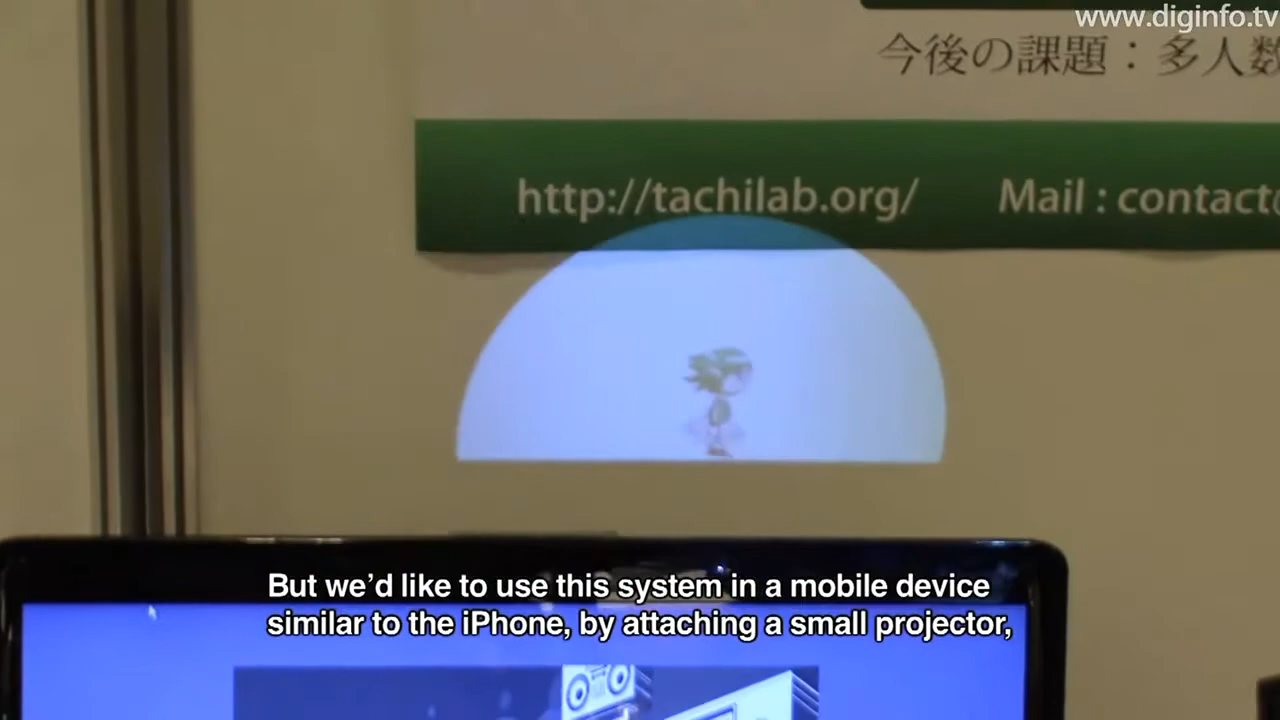 www.diginfo.tv
今後の課題：多人数
http://tachilab.org/ Mail : contact
But we'd like to use this system in a mobile device
similar to the iPhone, by attaching a small projector,